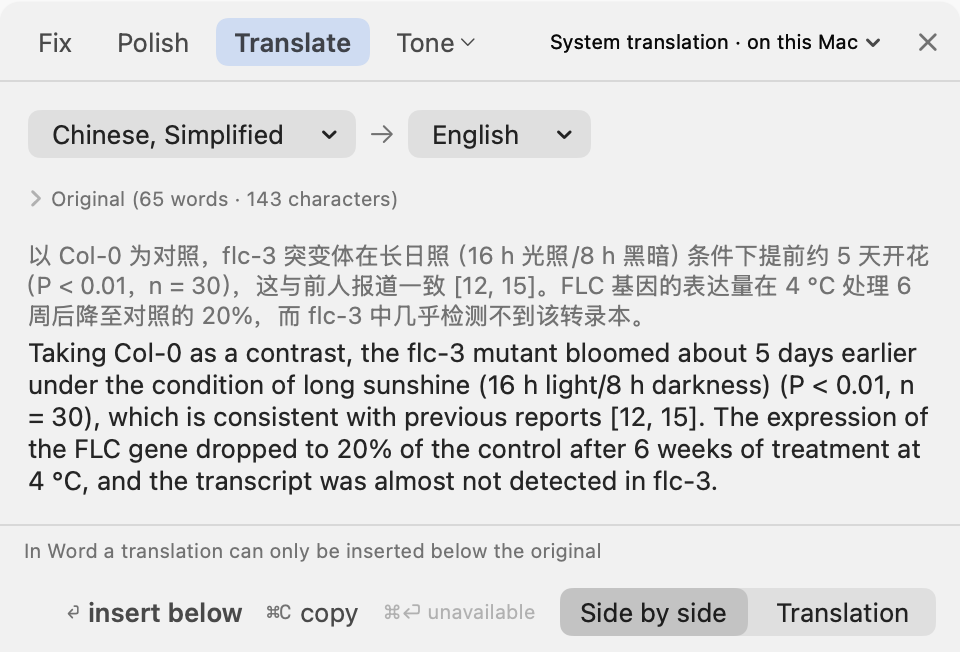 Fix Polish Translate Tone System translation · on this Mac
Chinese, Simplified → English
Original (65 words · 143 characters)
以 Col-0 为对照，flc-3 突变体在长日照 (16 h 光照/8 h 黑暗) 条件下提前约 5 天开花
(P < 0.01，n = 30)，这与前人报道一致 [12, 15]。FLC 基因的表达量在 4 °C 处理 6
周后降至对照的 20%，而 flc-3 中几乎检测不到该转录本。
Taking Col-0 as a contrast, the flc-3 mutant bloomed about 5 days earlier
under the condition of long sunshine (16 h light/8 h darkness) (P < 0.01, n
= 30), which is consistent with previous reports [12, 15]. The expression of
the FLC gene dropped to 20% of the control after 6 weeks of treatment at
4 °C, and the transcript was almost not detected in flc-3.
In Word a translation can only be inserted below the original
⏎ insert below ⌘C copy ⌘⏎ unavailable Side by side Translation